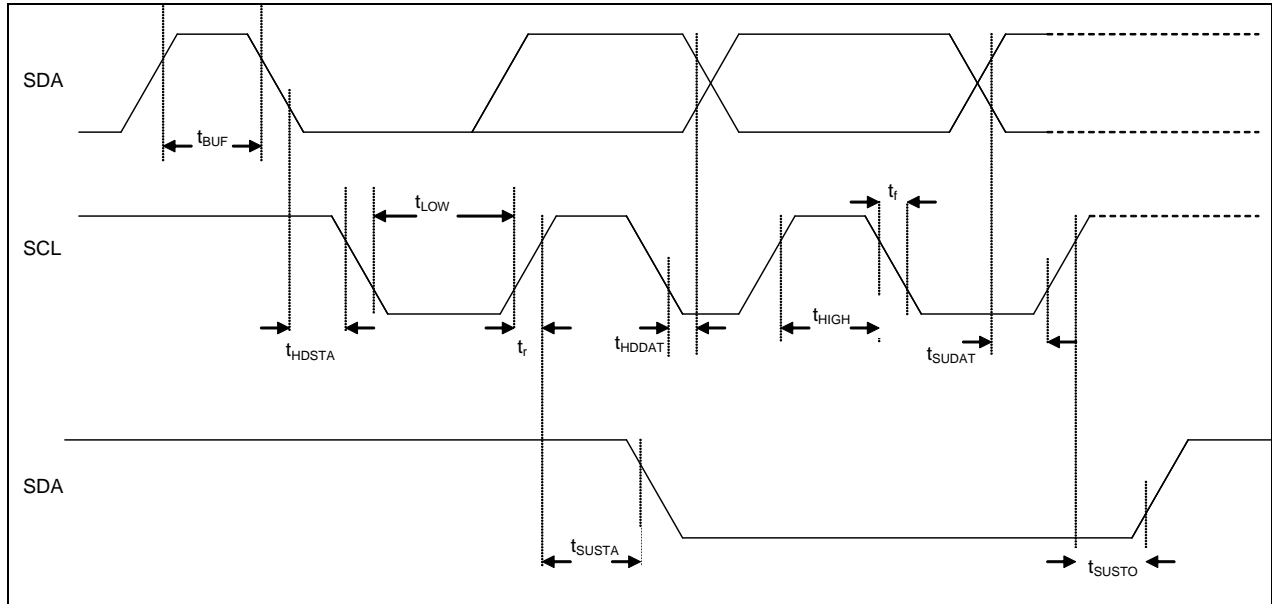 SDA
tBUF
tLOW
tf
SCL
tHDSTA
tr
tHDDAT
tHIGH
tSUDAT
SDA
tSUSTA
tSUSTO